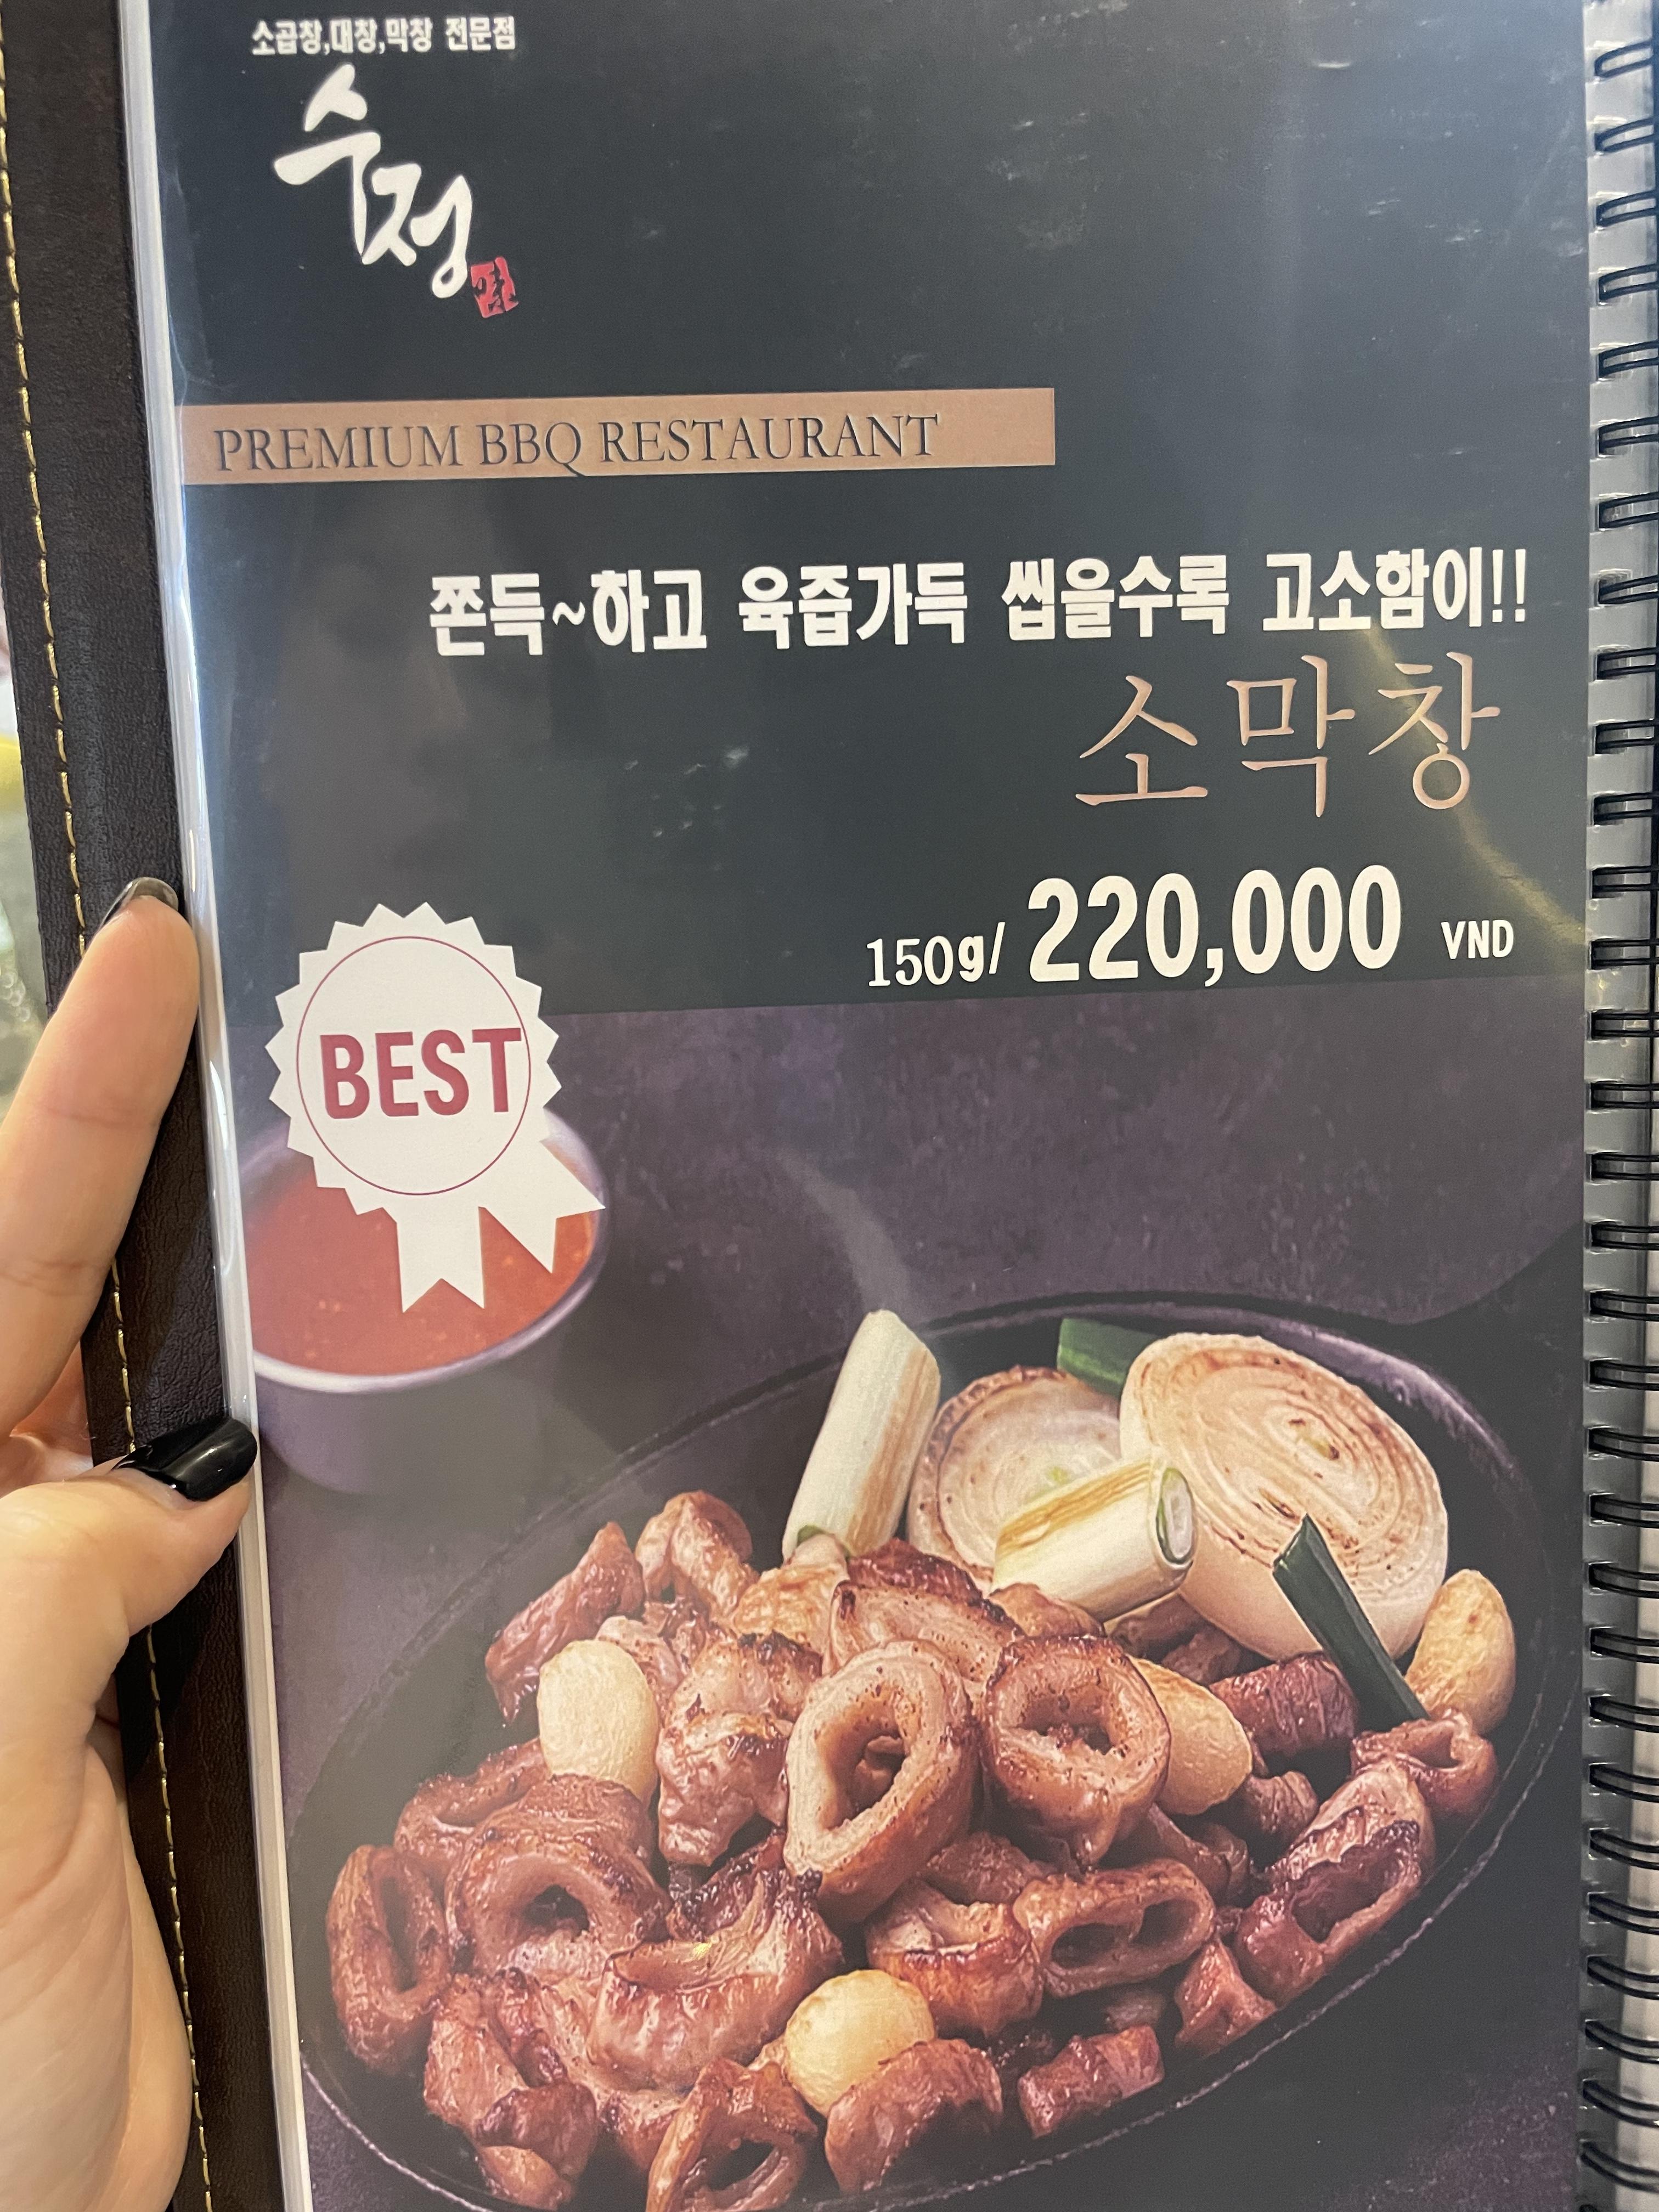 소곱창,대창,막창 전문점
수정
味
PREMIUM BBQ RESTAURANT
쫀득~하고 육즙가득 씹을수록 고소함이!!
소막창
150g/ 220,000 VND
BEST